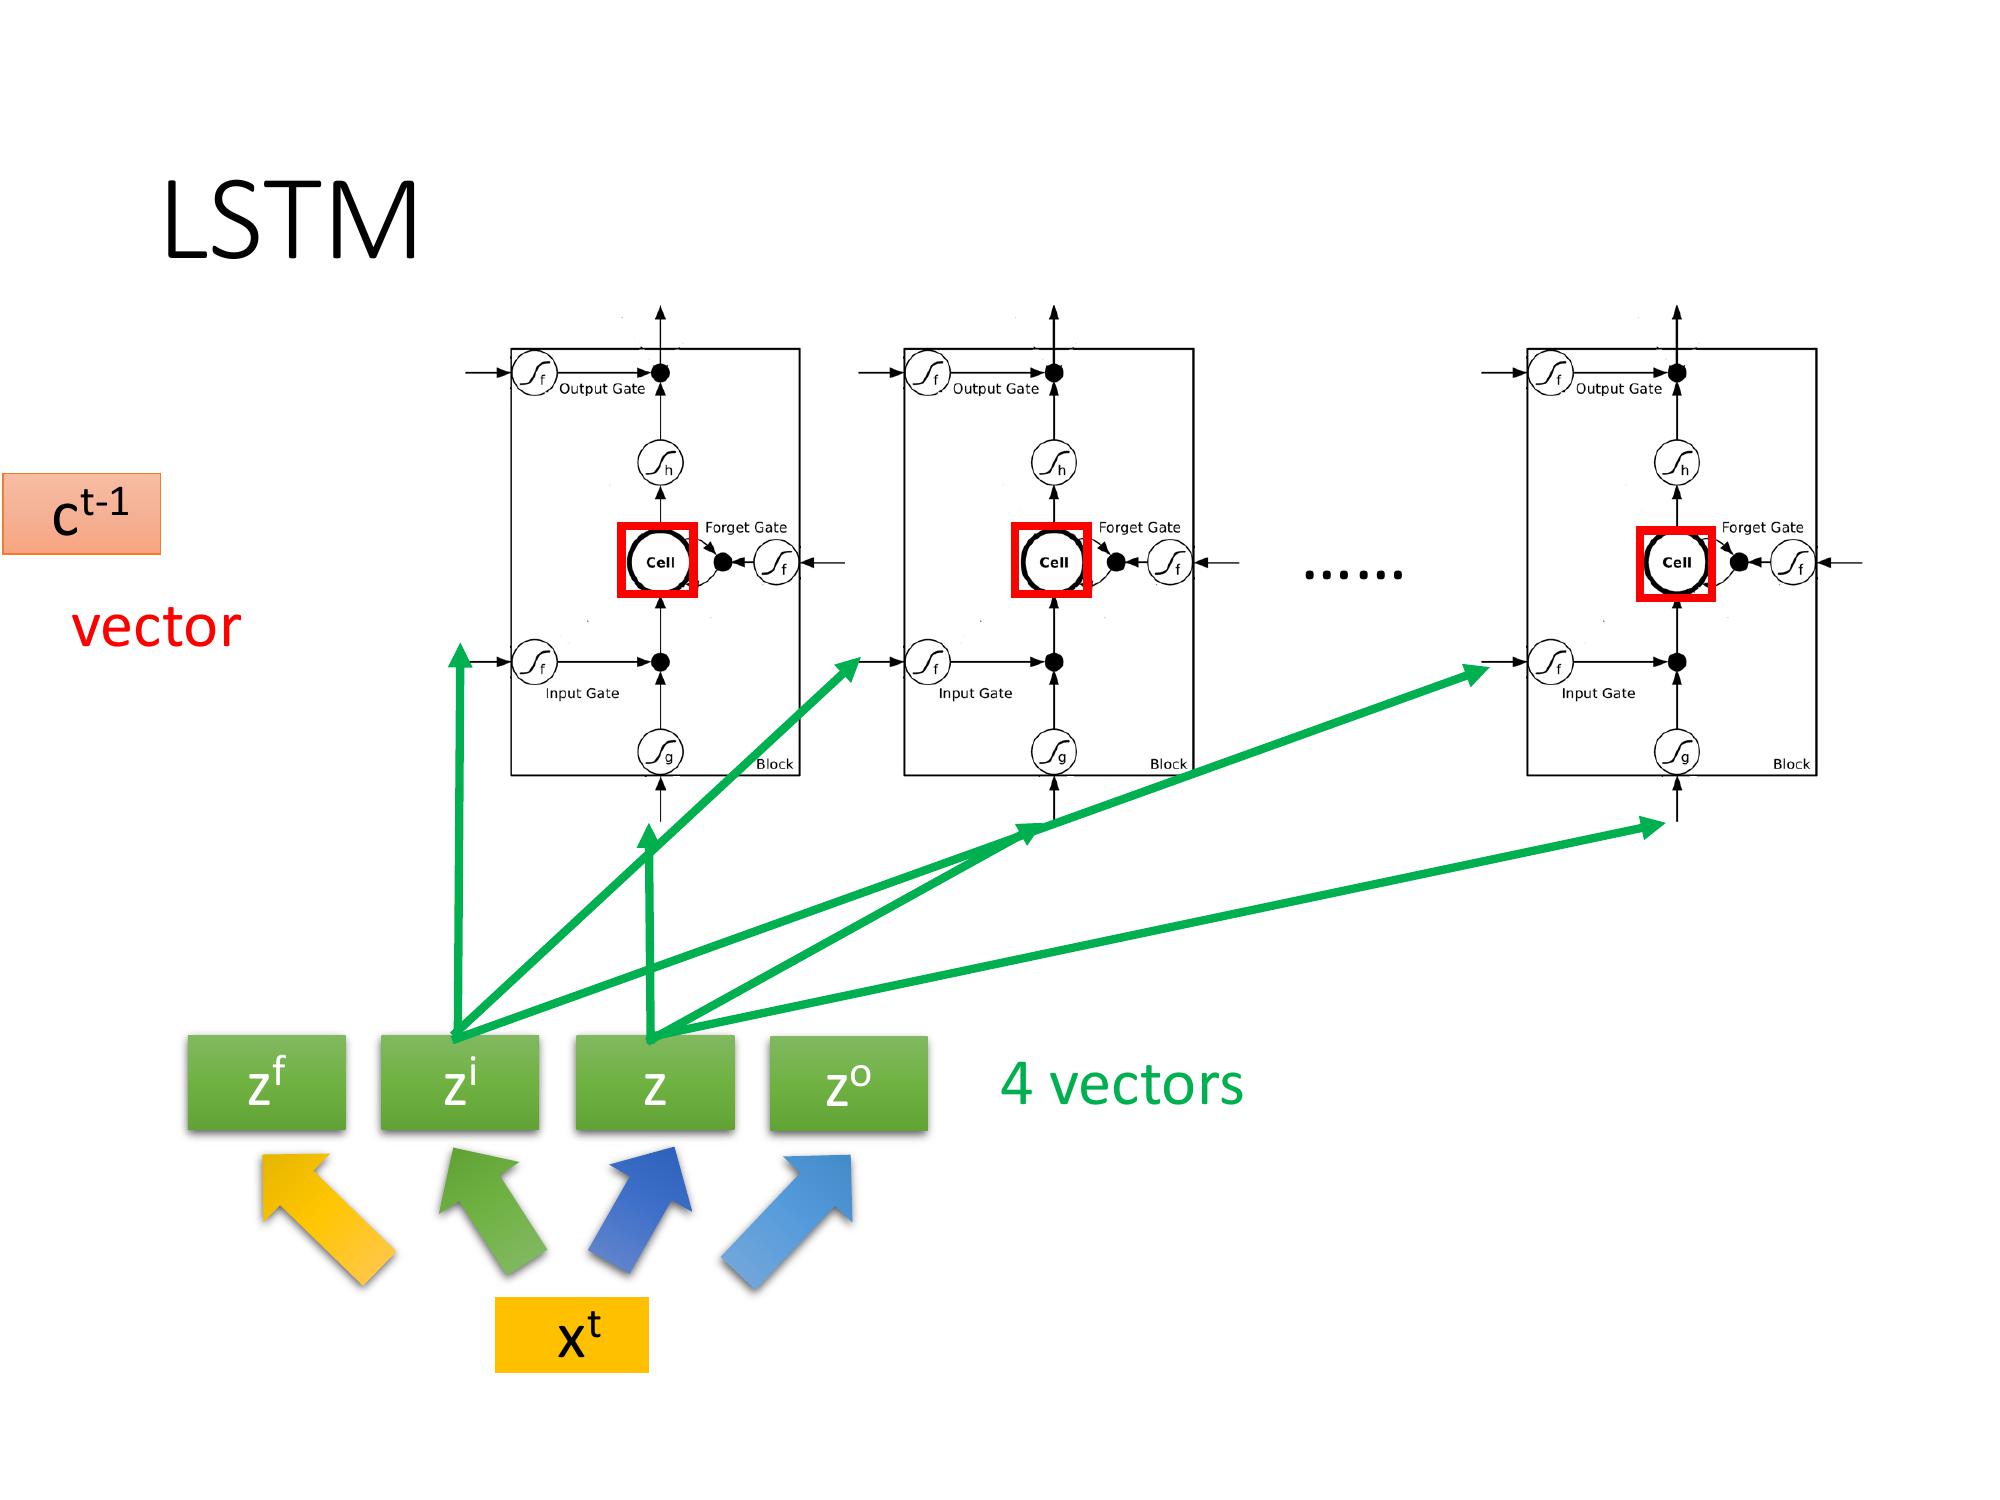 LSTM
f
Output Gate
h
Forget Gate
Cell
f
f
Input Gate
g
Block
f
Output Gate
h
Forget Gate
Cell
f
f
Input Gate
g
Block
......
f
Output Gate
h
Forget Gate
Cell
f
f
Input Gate
g
Block
c^t-1
vector
z^f
z^i
z
z^o
4 vectors
x^t